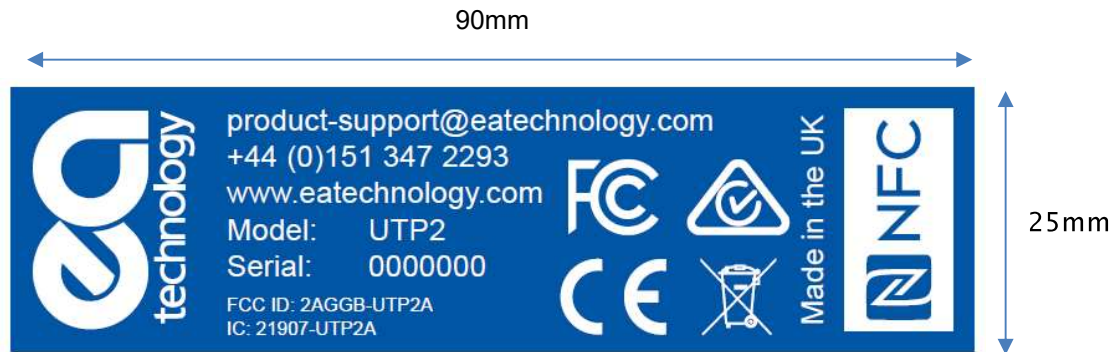 90mm
ea
technology
product-support@eatechnology.com
+44 (0)151 347 2293
www.eatechnology.com
Model: UTP2
Serial: 0000000
FCC ID: 2AGGB-UTP2A
IC: 21907-UTP2A
FC
CE
Made in the UK
NFC
25mm